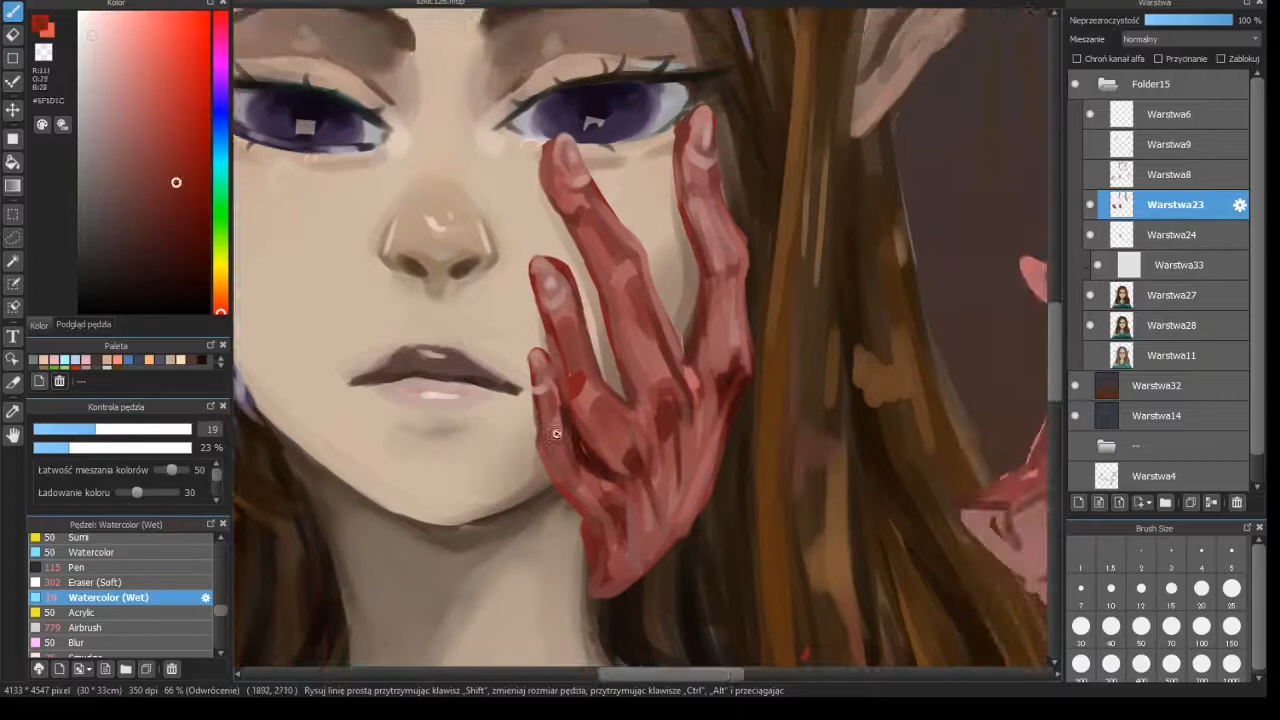 Kolor
szkic126.mdp
R:111
G:29
B:28
#6F1D1C
Kolor
Podgląd pędzla
Paleta
---
Kontrola pędzla
19
23 %
Łatwość mieszania kolorów
50
Ładowanie koloru
30
Pędzel: Watercolor (Wet)
50 Sumi
50 Watercolor
115 Pen
302 Eraser (Soft)
19 Watercolor (Wet)
50 Acrylic
779 Airbrush
50 Blur
Warstwa
Nieprzezroczystość
100 %
Mieszanie
Normalny
Chroń kanał alfa
Przycinanie
Zablokuj
Folder15
Warstwa6
Warstwa9
Warstwa8
Warstwa23
Warstwa24
Warstwa33
Warstwa27
Warstwa28
Warstwa11
Warstwa32
Warstwa14
--
Warstwa4
Brush Size
1 1.5 2 3 4 5
7 10 12 15 20 25
30 40 50 70 100 150
4133 * 4547 pixel (30 * 33cm) 350 dpi 66 % (Odwrócenie) ( 1892, 2710 ) Rysuj linie prostą przytrzymując klawisz „Shift”, zmieniaj rozmiar pędzla, przytrzymując klawisze „Ctrl”, „Alt” i przeciągając